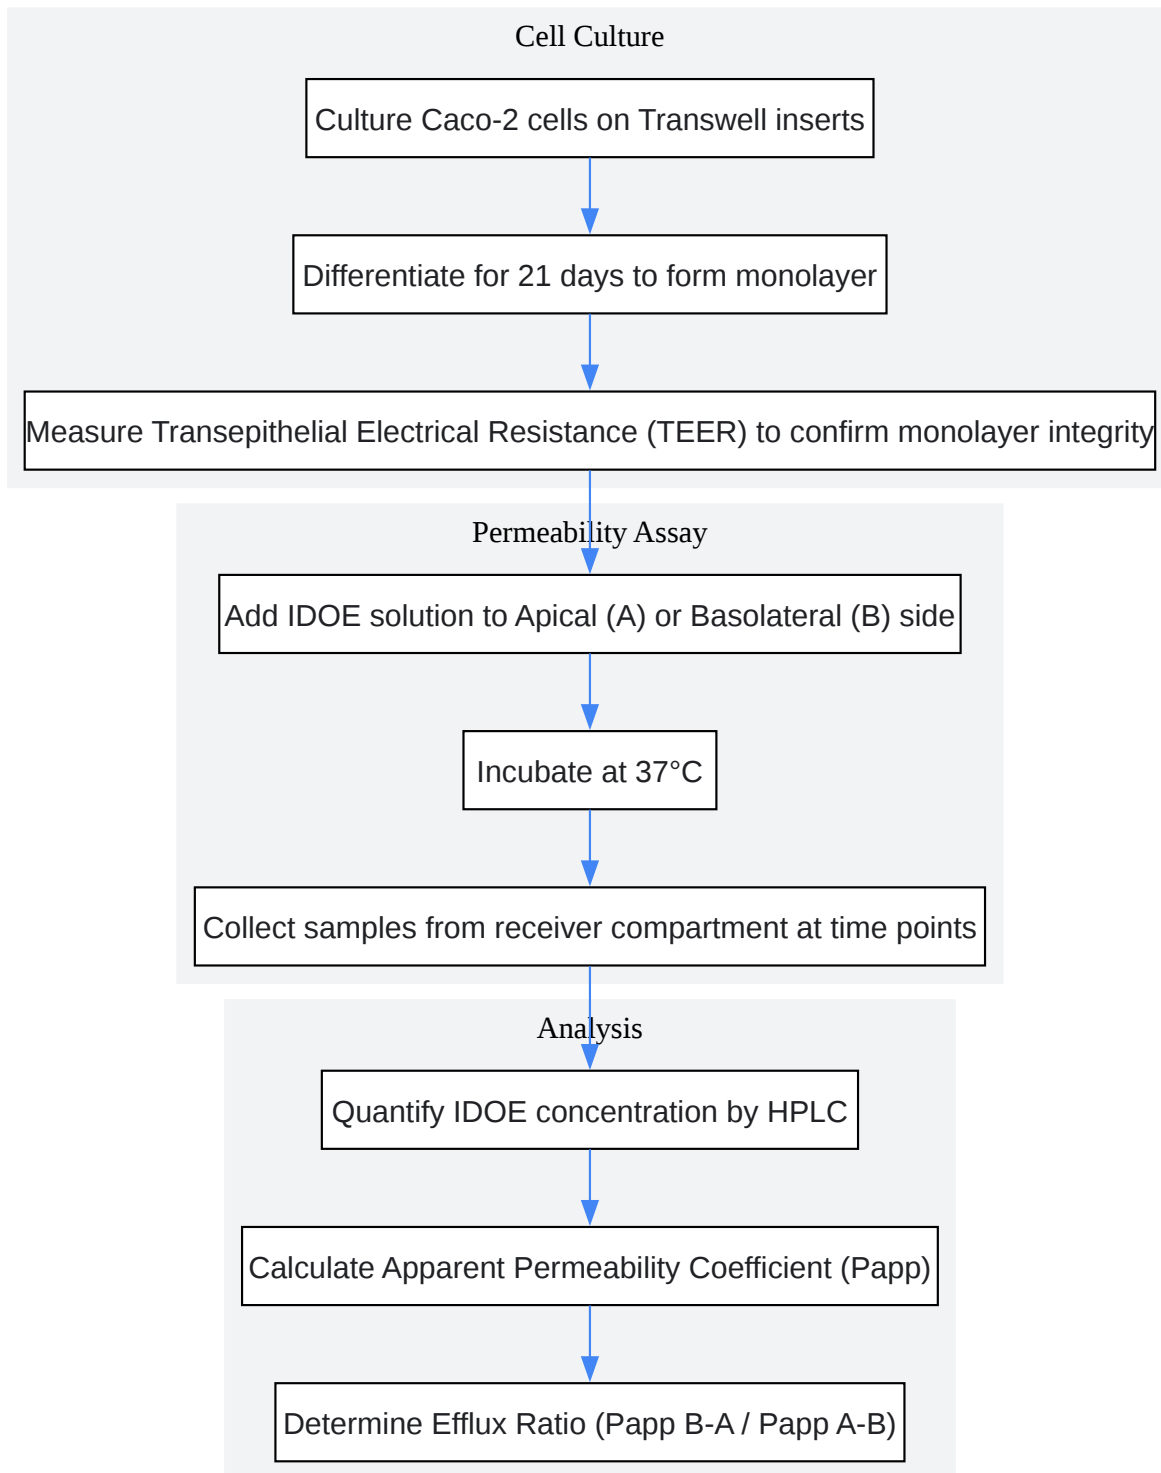 Cell Culture
Culture Caco-2 cells on Transwell inserts
Differentiate for 21 days to form monolayer
Measure Transepithelial Electrical Resistance (TEER) to confirm monolayer integrity
Permeability Assay
Add IDOE solution to Apical (A) or Basolateral (B) side
Incubate at 37°C
Collect samples from receiver compartment at time points
Analysis
Quantify IDOE concentration by HPLC
Calculate Apparent Permeability Coefficient (Papp)
Determine Efflux Ratio (Papp B-A / Papp A-B)